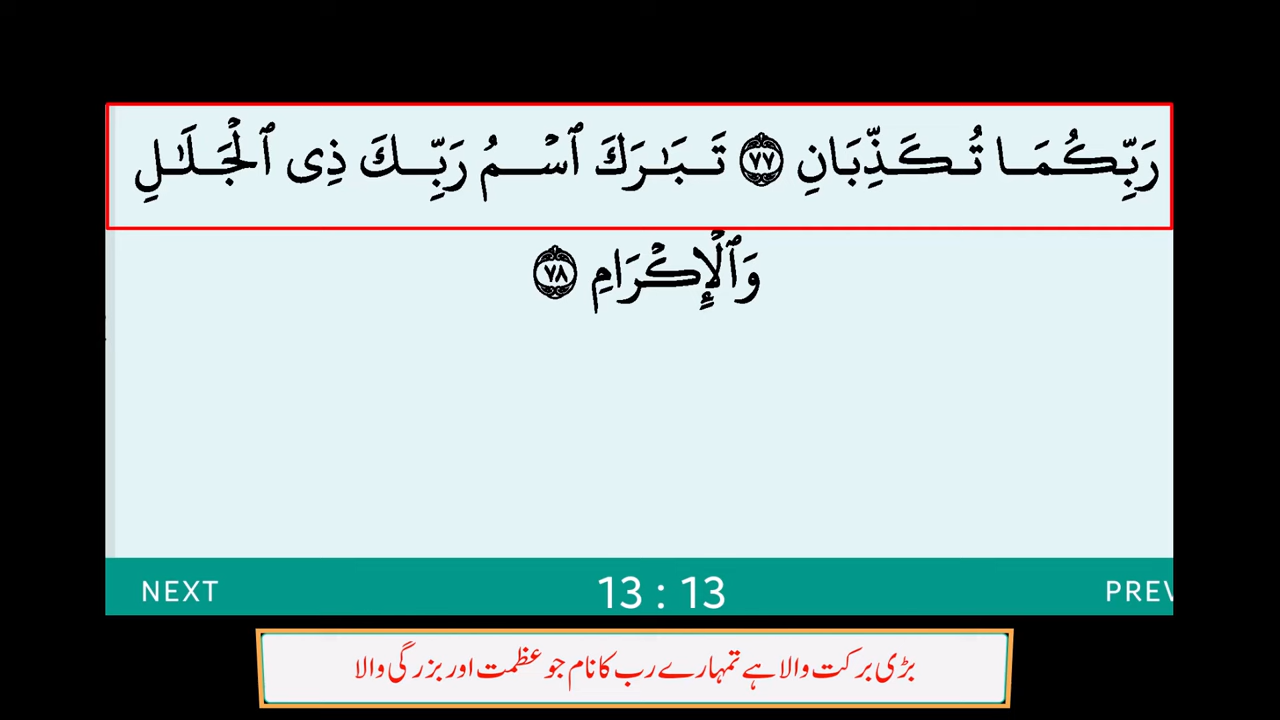 رَبِّكُمَا تُكَذِّبَانِ ٧٧ تَبَٰرَكَ ٱسْمُ رَبِّكَ ذِى ٱلْجَلَٰلِ
وَٱلْإِكْرَامِ ٧٨
NEXT 13 : 13 PREV
بڑی برکت والا ہے تمہارے رب کا نام جو عظمت اور بزرگی والا